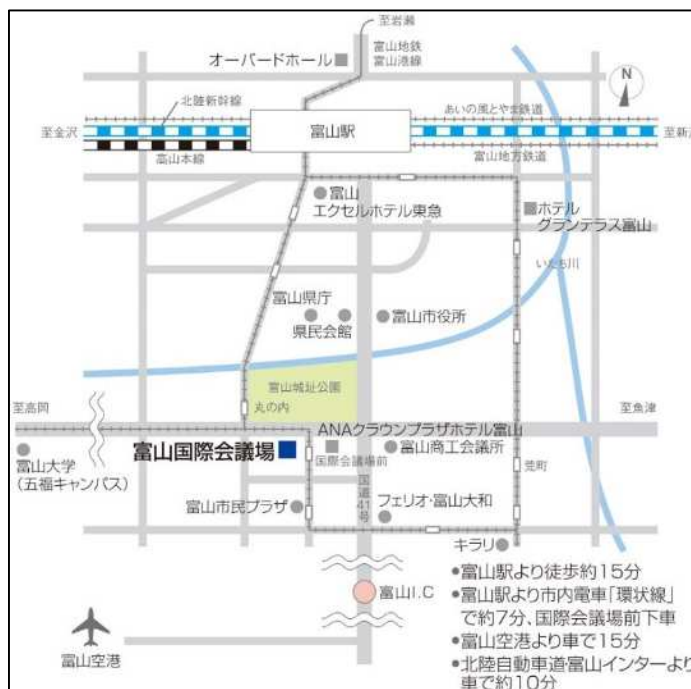 至岩瀬
オーバードホール
富山地鉄
富山港線
N
北陸新幹線
あいの風とやま鉄道
至金沢
富山駅
至新潟
高山本線
富山地方鉄道
富山
エクセルホテル東急
ホテル
グランテラス富山
いたち川
富山県庁
県民会館
富山市役所
富山城址公園
至高岡
丸の内
至魚津
ANAクラウンプラザホテル富山
富山国際会議場
国際会議場前
富山商工会議所
荒町
富山大学
(五福キャンパス)
国道41号
富山市民プラザ
フェリオ・富山大和
キラリ
富山I.C
富山空港
●富山駅より徒歩約15分
●富山駅より市内電車「環状線」
で約7分、国際会議場前下車
●富山空港より車で15分
●北陸自動車道富山インターより
車で約10分